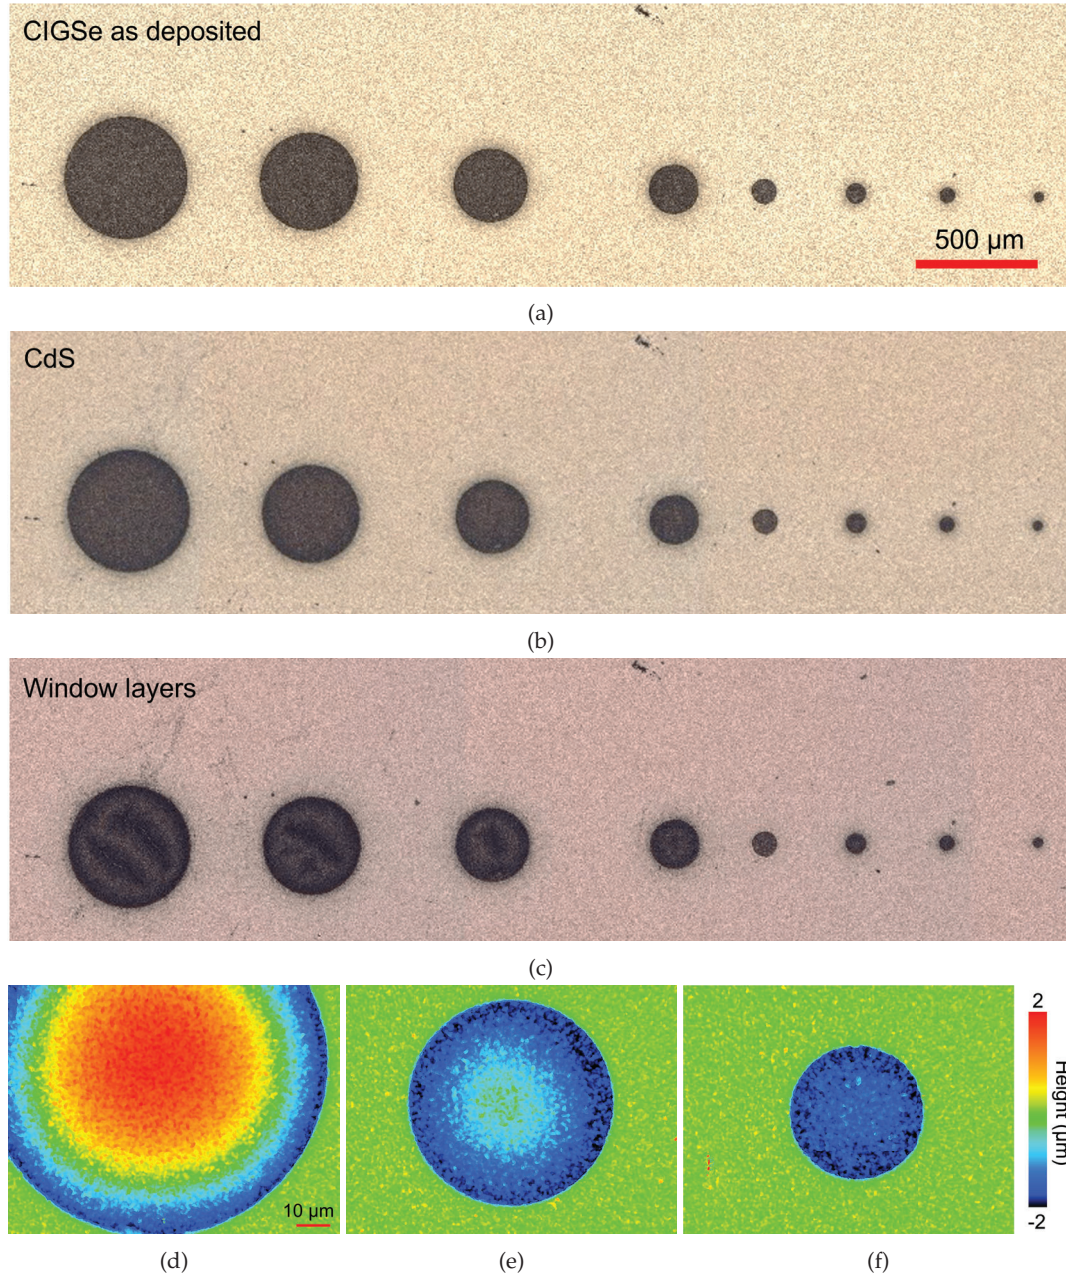 CIGSe as deposited
500 µm
(a)
CdS
(b)
Window layers
(c)
2
Height (µm)
-2
10 µm
(d)
(e)
(f)